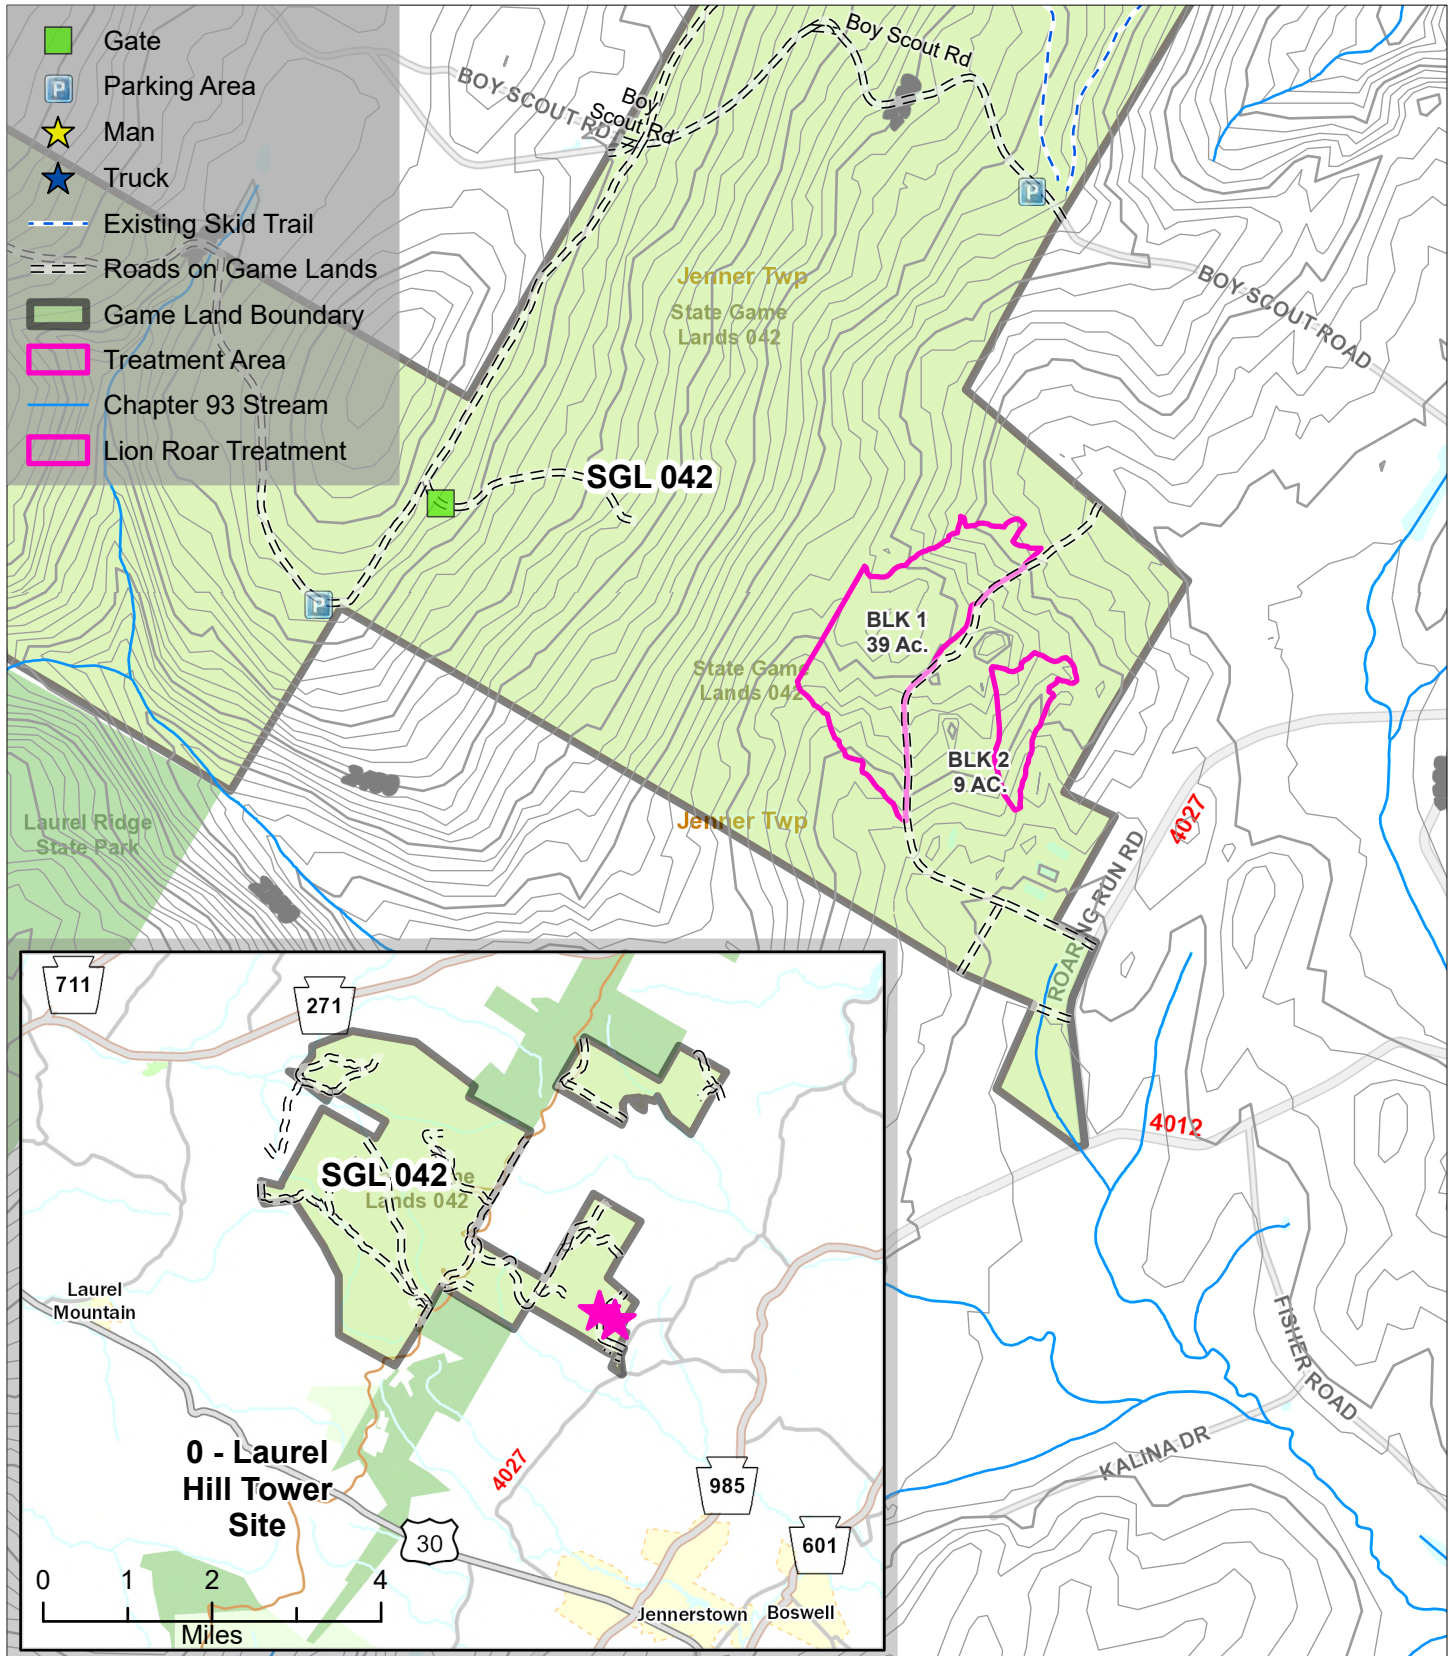 Gate
Parking Area
Man
Truck
Existing Skid Trail
Roads on Game Lands
Game Land Boundary
Treatment Area
Chapter 93 Stream
Lion Roar Treatment
BOY SCOUT RD
Boy
Scout Rd
Boy Scout Rd
P
BOY SCOUT ROAD
Jenner Twp
State Game
Lands 042
SGL 042
P
BLK 1
39 Ac.
State Game
Lands 042
BLK 2
9 AC.
Jenner Twp
Laurel Ridge
State Park
4027
ROARING RUN RD
4012
FISHER ROAD
KALINA DR
711
271
SGL 042
Lands 042
Laurel
Mountain
0 - Laurel
Hill Tower
Site
4027
30
985
601
Jennerstown
Boswell
0 1 2 4
Miles